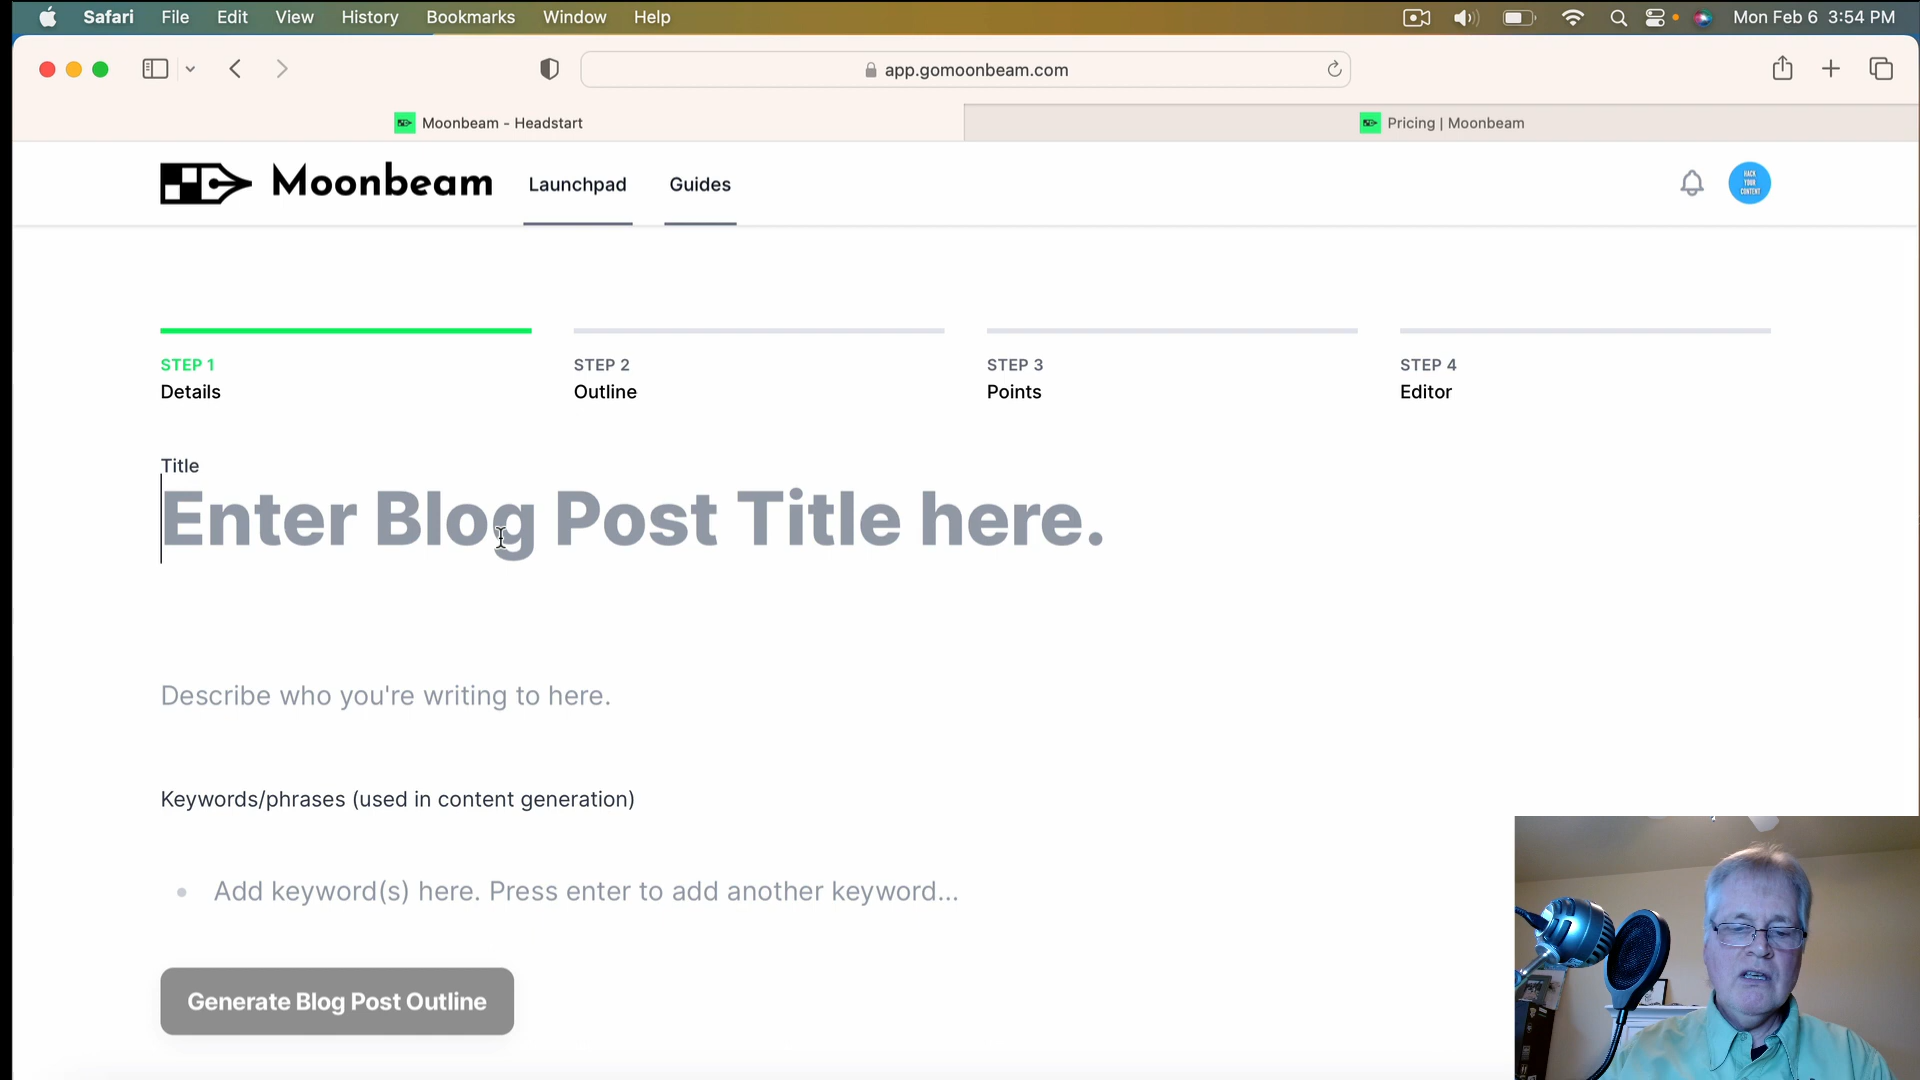 Safari File Edit View History Bookmarks Window Help Mon Feb 6 3:54 PM
app.gomoonbeam.com
Moonbeam - Headstart
Pricing | Moonbeam
Moonbeam Launchpad Guides
HACK
YOUR
CONTENT
STEP 1
Details
STEP 2
Outline
STEP 3
Points
STEP 4
Editor
Title
Enter Blog Post Title here.
Describe who you're writing to here.
Keywords/phrases (used in content generation)
Add keyword(s) here. Press enter to add another keyword...
Generate Blog Post Outline